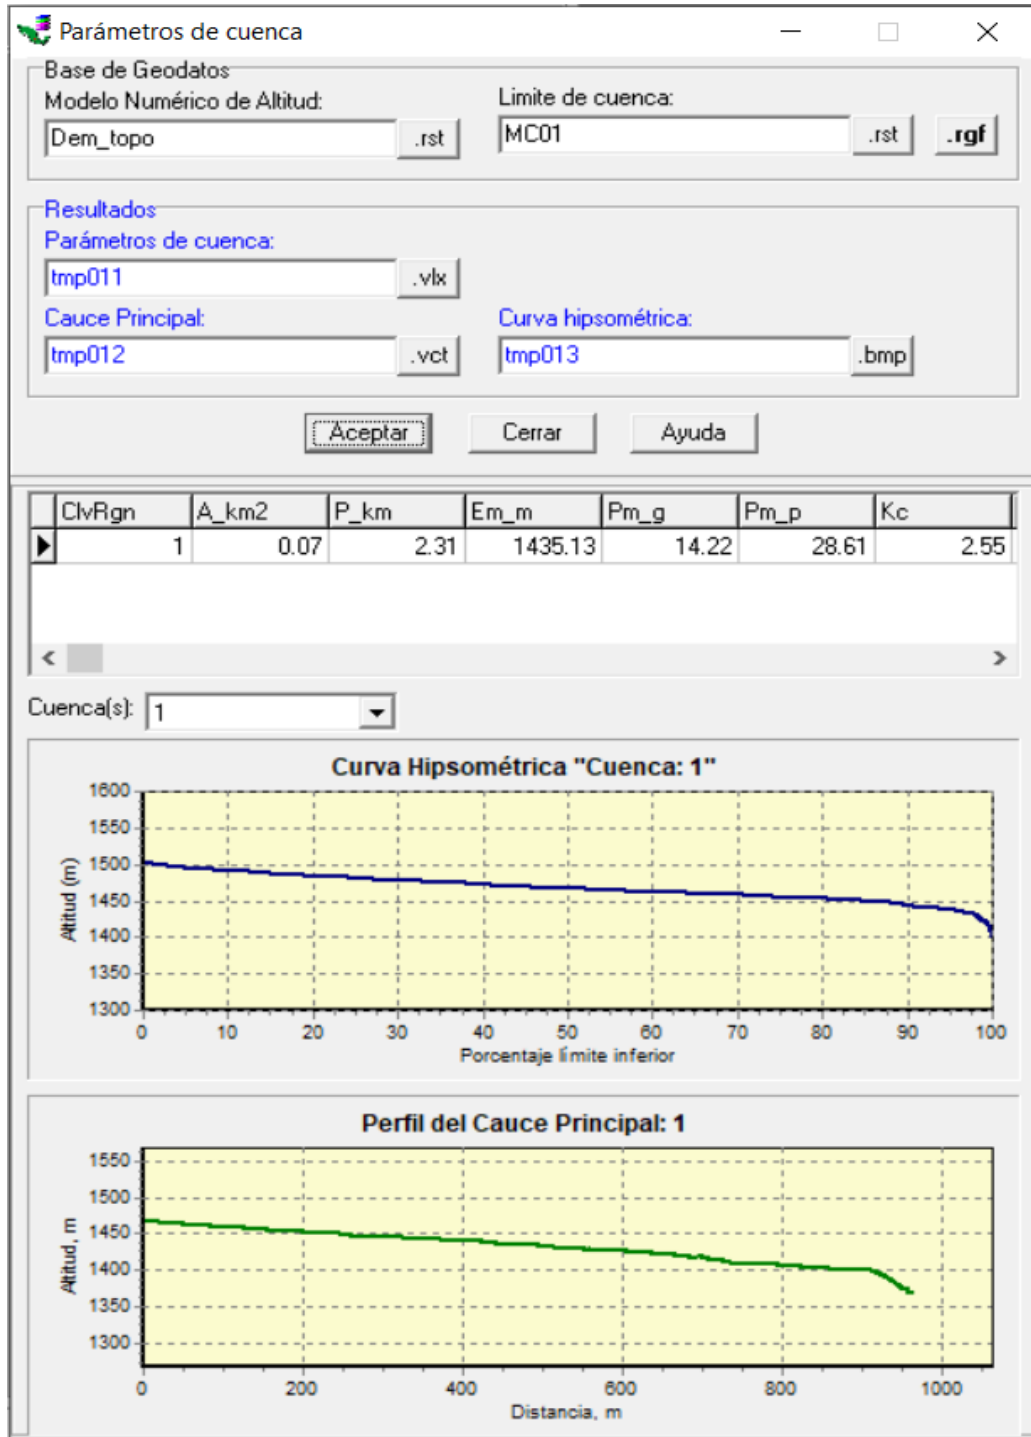 Parámetros de cuenca
Base de Geodatos
Modelo Numérico de Altitud:
Limite de cuenca:
Dem_topo .rst
MC01 .rst .rgf
Resultados
Parámetros de cuenca:
tmp011 .vlx
Cauce Principal:
Curva hipsométrica:
tmp012 .vct
tmp013 .bmp
Aceptar Cerrar Ayuda
ClvRgn A_km2 P_km Em_m Pm_g Pm_p Kc
1 0.07 2.31 1435.13 14.22 28.61 2.55
Cuenca(s): 1
Curva Hipsométrica "Cuenca: 1"
Altitud (m)
1600
1550
1500
1450
1400
1350
1300
0 10 20 30 40 50 60 70 80 90 100
Porcentaje límite inferior
Perfil del Cauce Principal: 1
Altitud, m
1550
1500
1450
1400
1350
1300
0 200 400 600 800 1000
Distancia, m